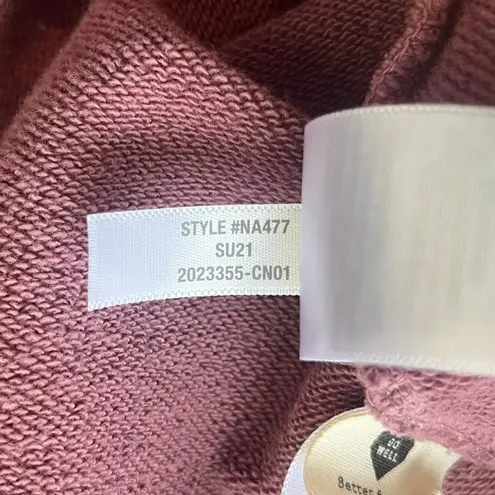 STYLE #NA477
SU21
2023355-CN01
DO
WELL
Better